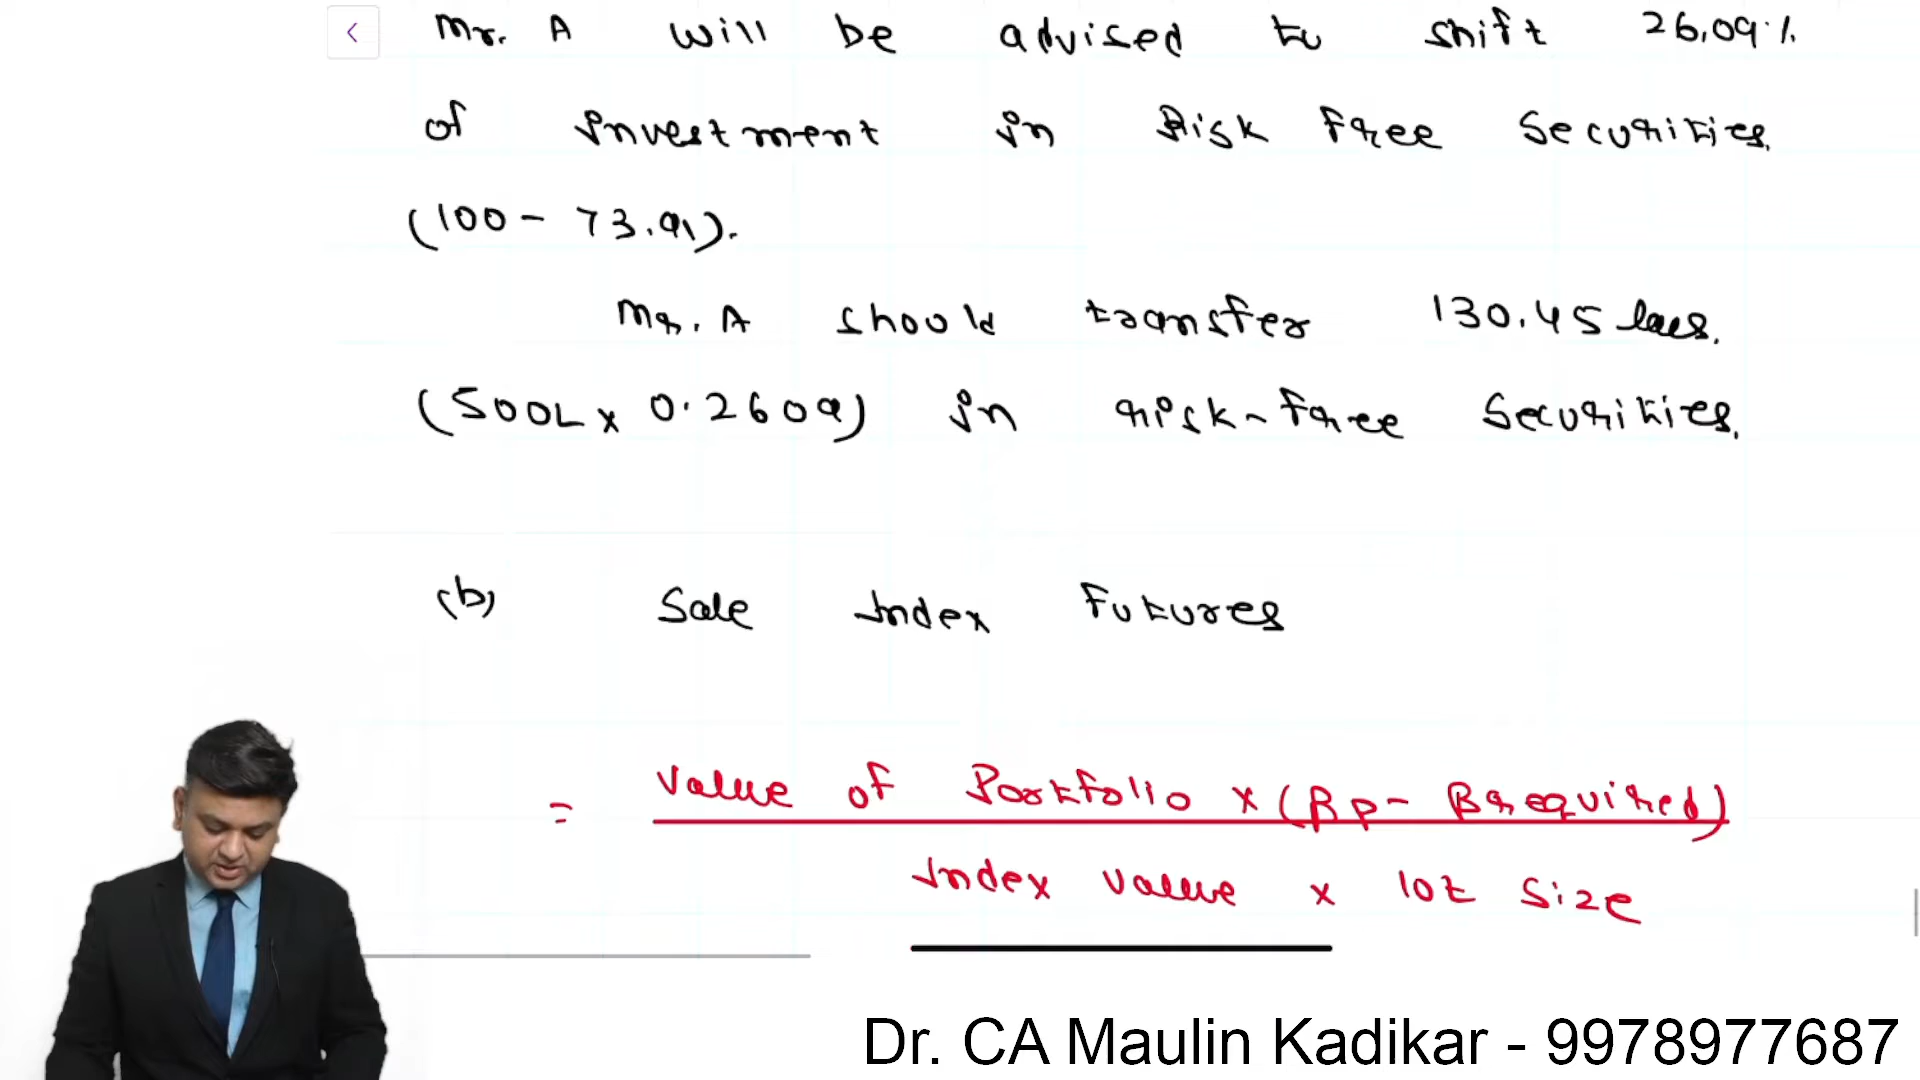 <
Mr. A will be advised to shift 26.09%
of investment in Risk Free Securities.
(100 - 73.91).
Mr. A should transfer 130.45 lacs.
(500L x 0.2609) in risk-free Securities.
(b) Sale Index Futures
= Value of Portfolio x (βp - βrequired)
Index Value x lot Size
Dr. CA Maulin Kadikar - 9978977687